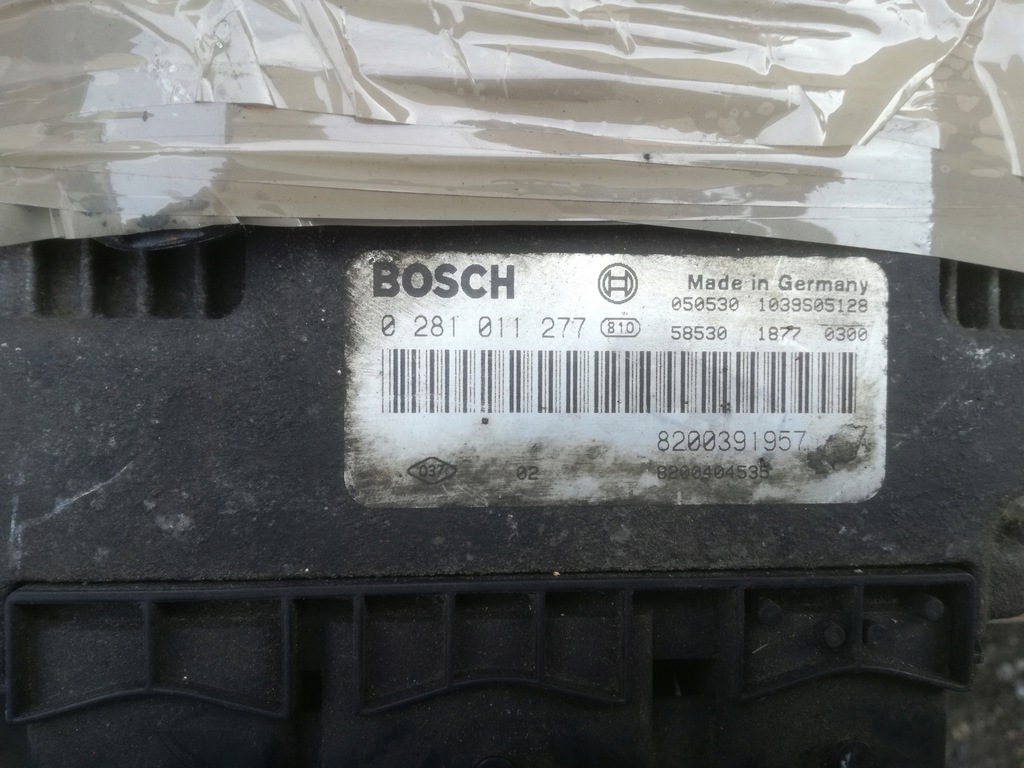 BOSCH
Made in Germany
050530 1039S05128
0 281 011 277 810
58530 1877 0300
8200391957
037 02 8200404535